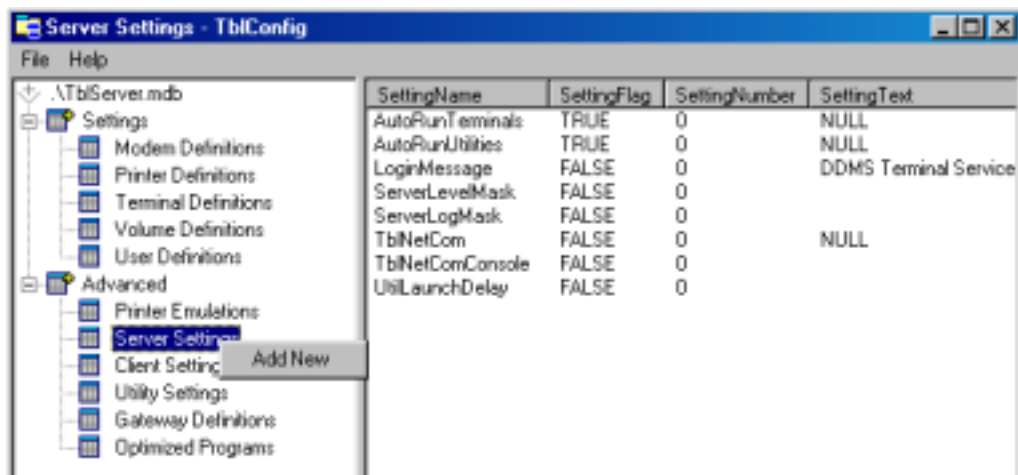 Server Settings - TblConfig
File Help
.\TblServer.mdb
Settings
Modem Definitions
Printer Definitions
Terminal Definitions
Volume Definitions
User Definitions
Advanced
Printer Emulations
Server Settings
Client Setting
Utility Settings
Gateway Definitions
Optimized Programs
Add New
SettingName SettingFlag SettingNumber SettingText
AutoRunTerminals TRUE 0 NULL
AutoRunUtilities TRUE 0 NULL
LoginMessage FALSE 0 DDMS Terminal Service
ServerLevelMask FALSE 0
ServerLogMask FALSE 0
TblNetCom FALSE 0 NULL
TblNetComConsole FALSE 0
UtilLaunchDelay FALSE 0